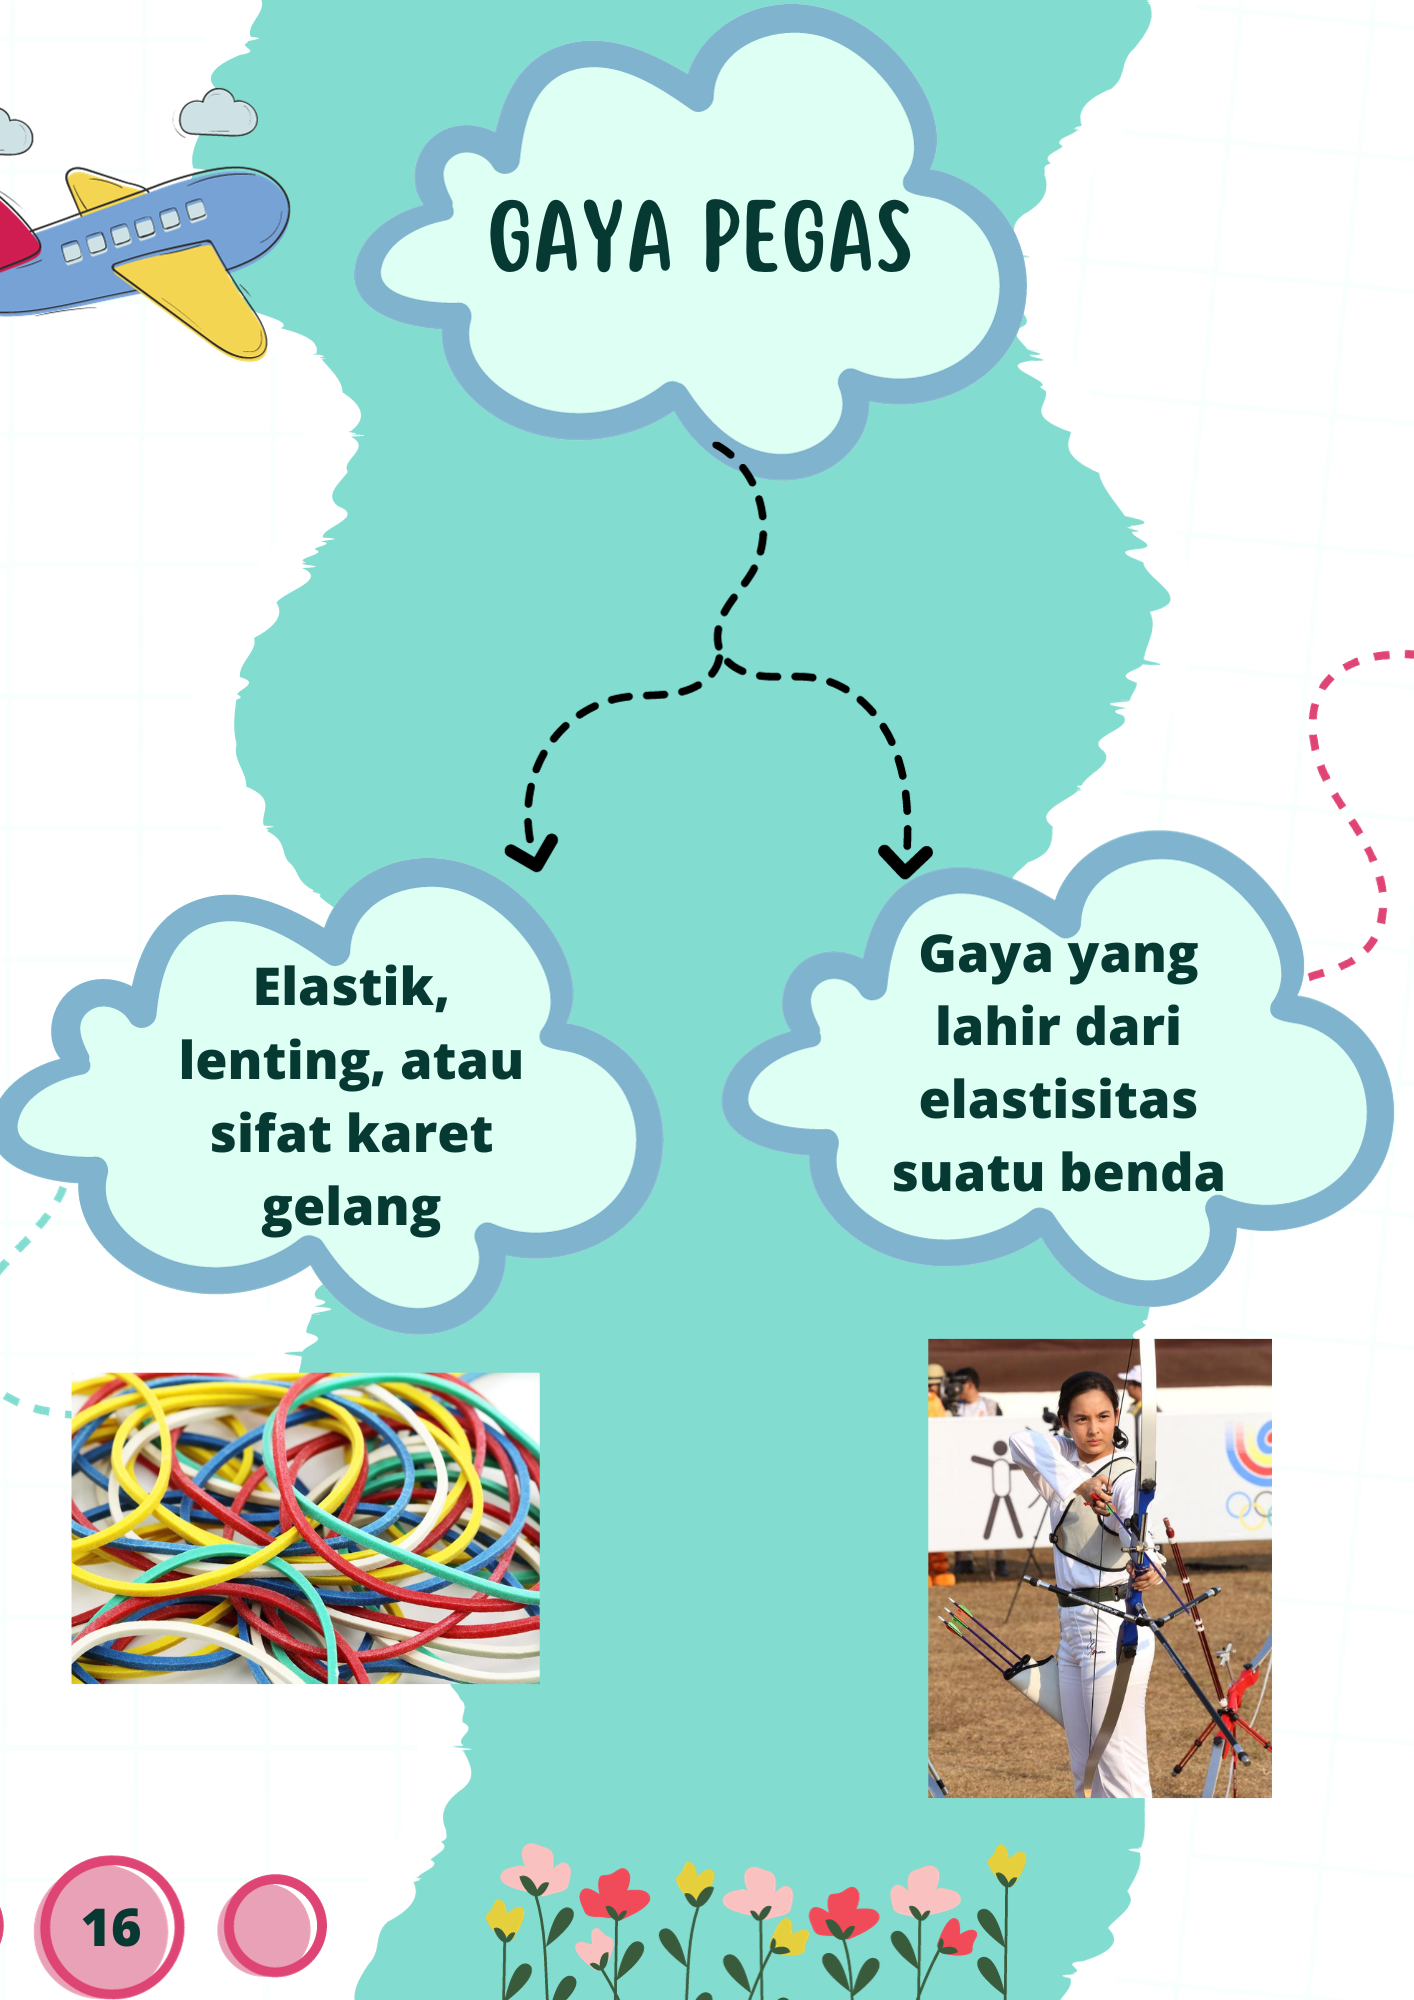 GAYA PEGAS
Elastik,
lenting, atau
sifat karet
gelang
Gaya yang
lahir dari
elastisitas
suatu benda
16